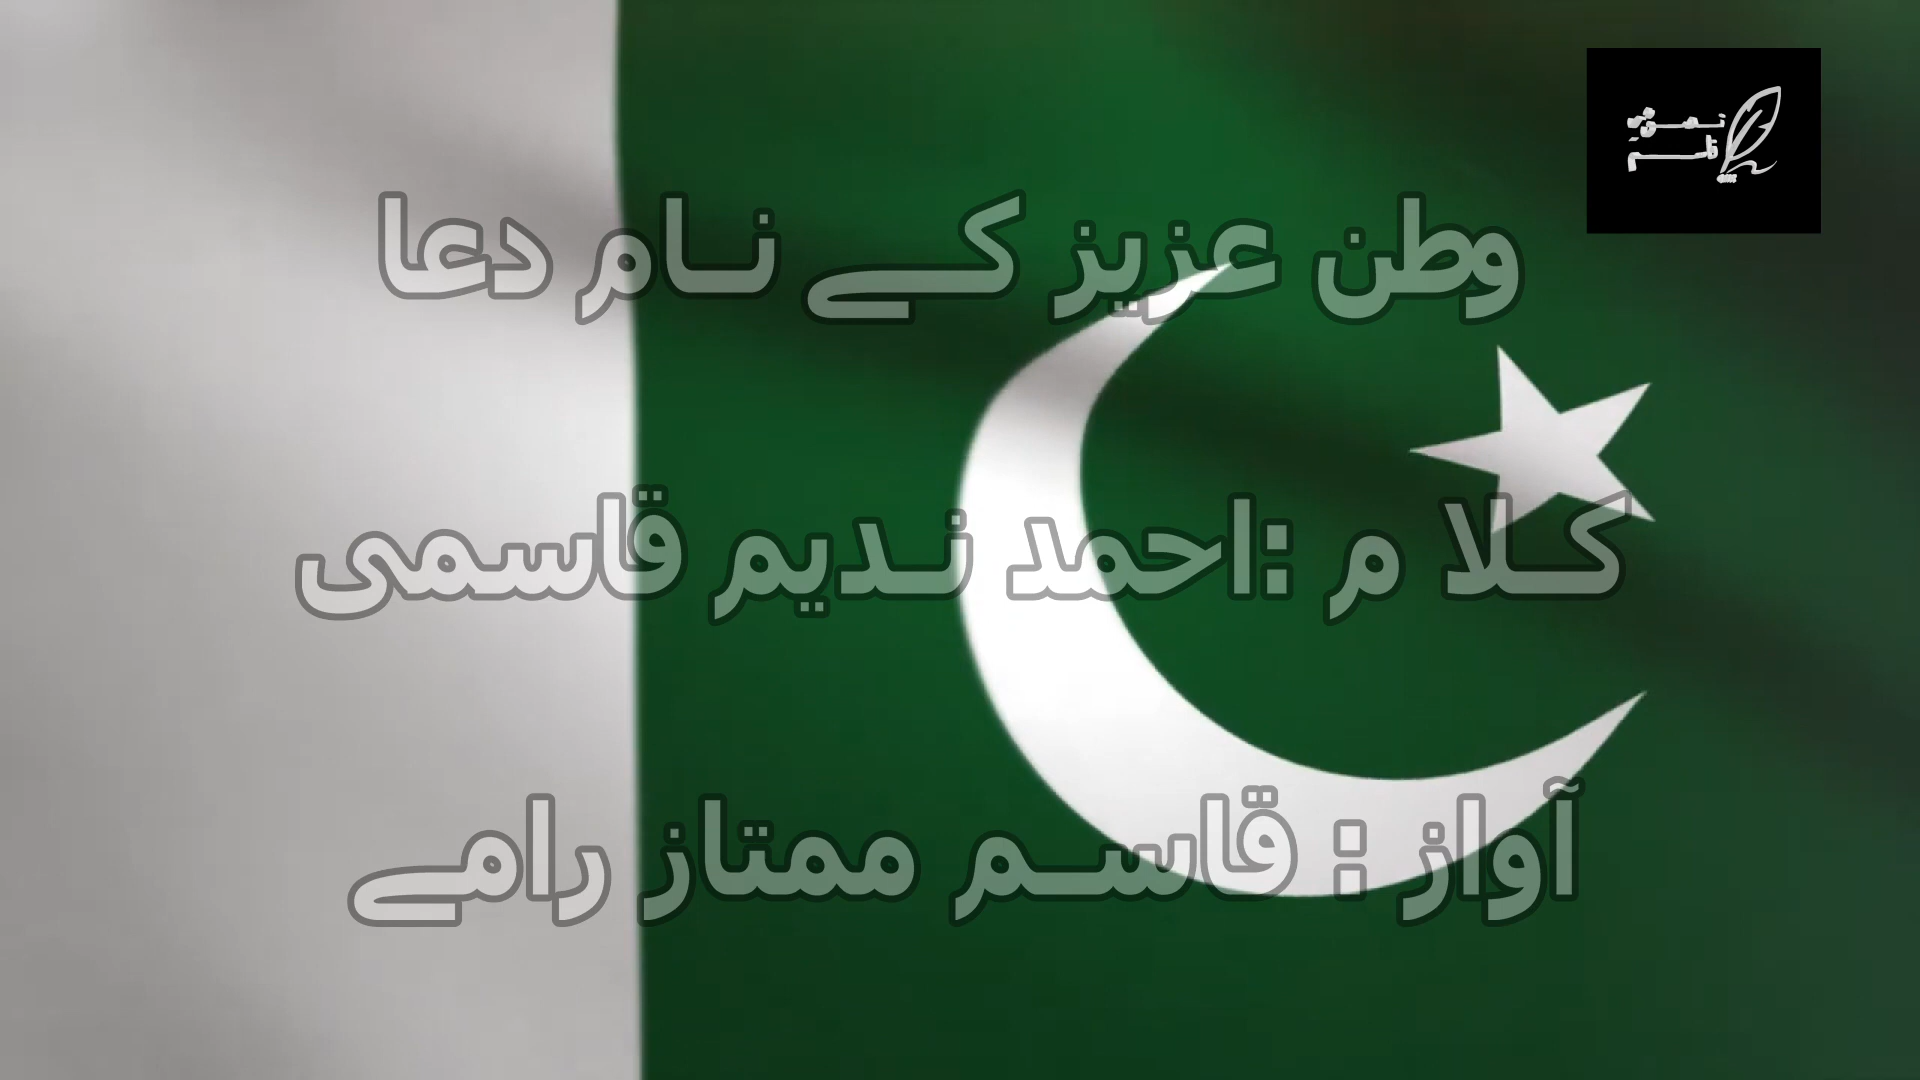 وطن عزیز کے نام دعا
کلا م :احمد ندیم قاسمی
آواز : قاسم ممتاز رامے